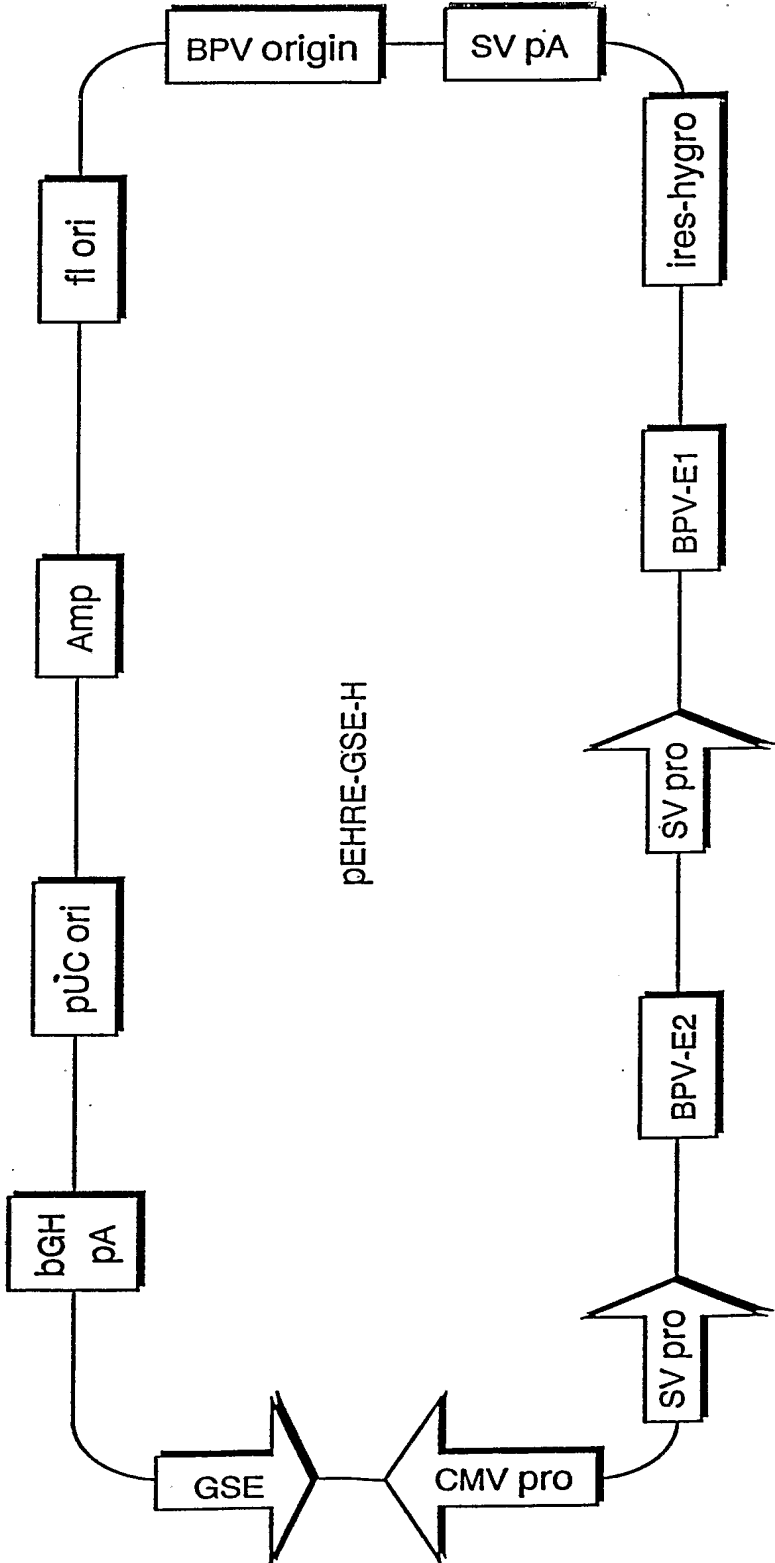 BPV origin
SV pA
fl ori
ires-hygro
Amp
BPV-E1
pEHRE-GSE-H
SV pro
pUC ori
BPV-E2
bGH
pA
SV pro
GSE
CMV pro